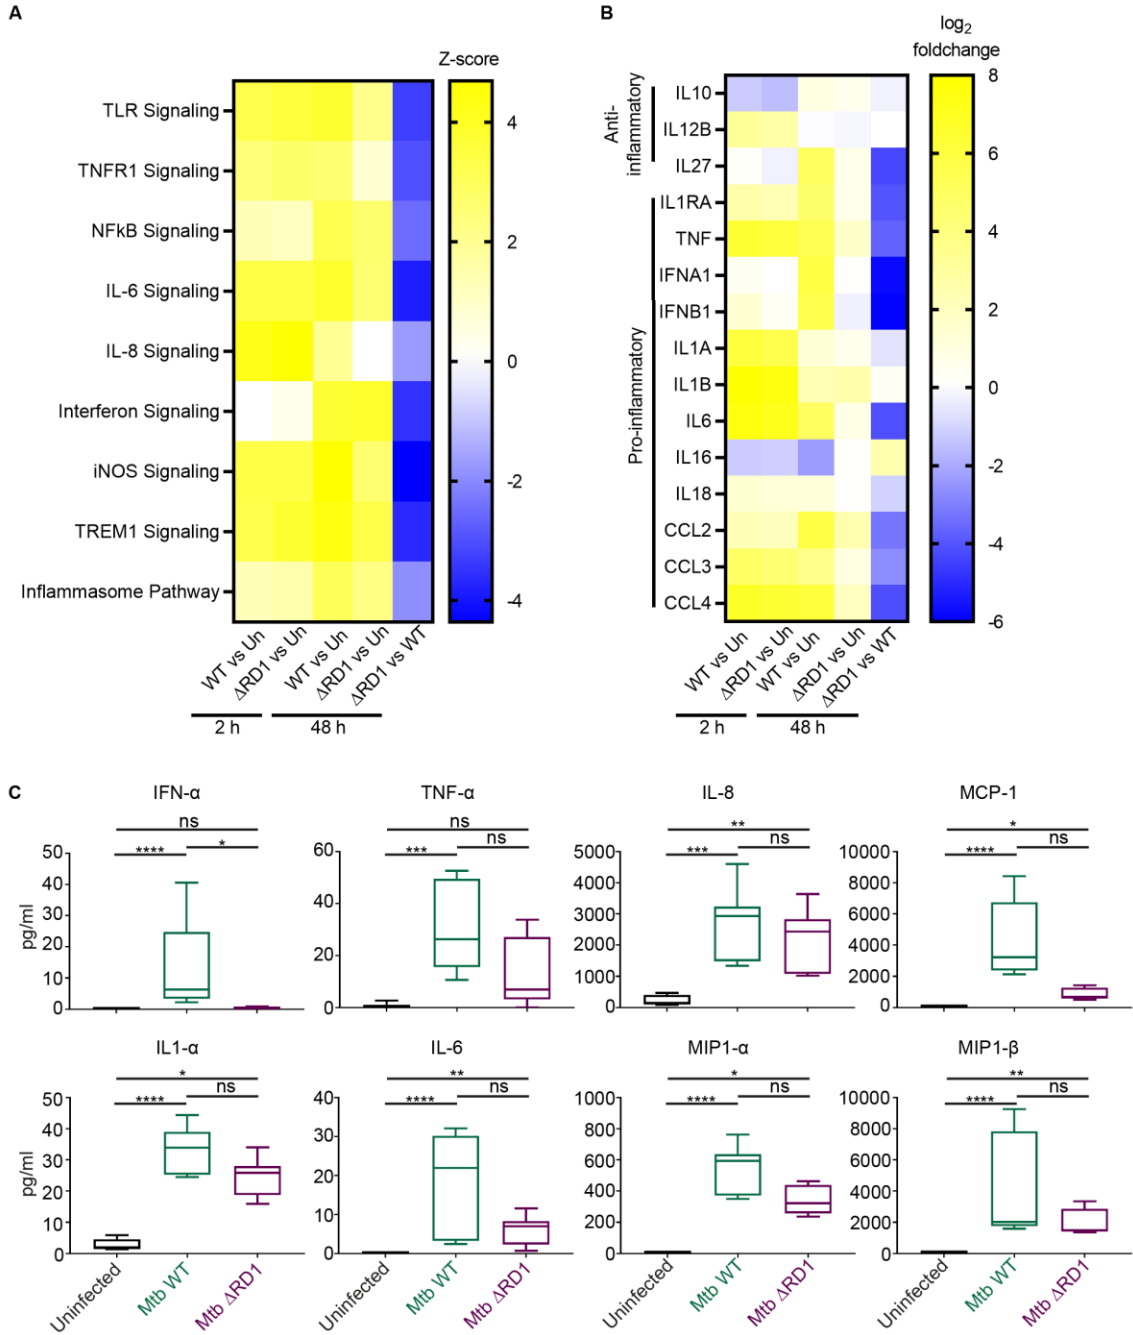 A
Z-score
TLR Signaling
TNFR1 Signaling
NFkB Signaling
IL-6 Signaling
IL-8 Signaling
Interferon Signaling
iNOS Signaling
TREM1 Signaling
Inflammasome Pathway
4
2
0
-2
-4
WT vs Un
ΔRD1 vs Un
WT vs Un
ΔRD1 vs Un
ΔRD1 vs WT
2 h
48 h
B
log2
foldchange
Anti-
inflammatory
Pro-inflammatory
IL10
IL12B
IL27
IL1RA
TNF
IFNA1
IFNB1
IL1A
IL1B
IL6
IL16
IL18
CCL2
CCL3
CCL4
8
6
4
2
0
-2
-4
-6
WT vs Un
ΔRD1 vs Un
WT vs Un
ΔRD1 vs Un
ΔRD1 vs WT
2 h
48 h
C
IFN-α
ns
**** *
50
40
30
20
10
0
pg/ml
TNF-α
ns
*** ns
60
40
20
0
IL-8
**
*** ns
5000
4000
3000
2000
1000
0
MCP-1
*
**** ns
10000
8000
6000
4000
2000
0
IL1-α
*
**** ns
50
40
30
20
10
0
pg/ml
Uninfected
Mtb WT
Mtb ΔRD1
IL-6
**
**** ns
40
30
20
10
0
Uninfected
Mtb WT
Mtb ΔRD1
MIP1-α
*
**** ns
1000
800
600
400
200
0
Uninfected
Mtb WT
Mtb ΔRD1
MIP1-β
**
**** ns
10000
8000
6000
4000
2000
0
Uninfected
Mtb WT
Mtb ΔRD1